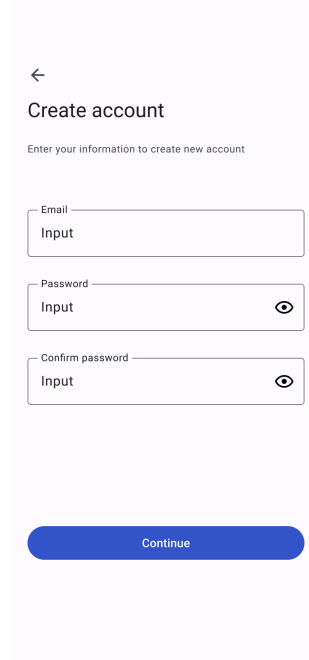 Create account
Enter your information to create new account
Email
Input
Password
Input
Confirm password
Input
Continue